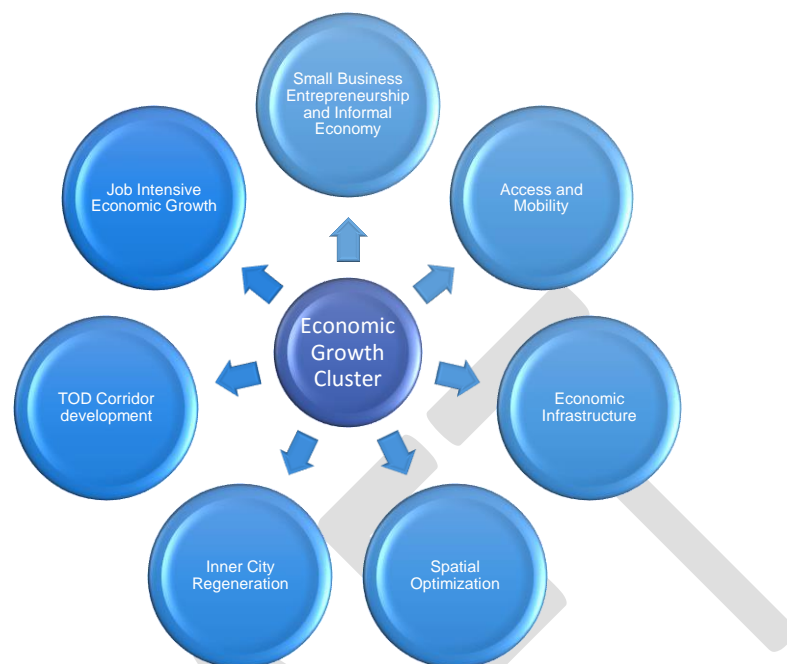 Small Business
Entrepreneurship
and Informal
Economy
Access and
Mobility
Economic
Infrastructure
Spatial
Optimization
Inner City
Regeneration
TOD Corridor
development
Job Intensive
Economic Growth
Economic
Growth
Cluster